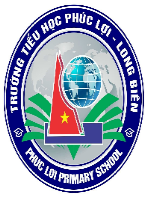 TRƯỜNG TIỂU HỌC PHÚC LỢI - LONG BIÊN
PHUC LOI PRIMARY SCHOOL